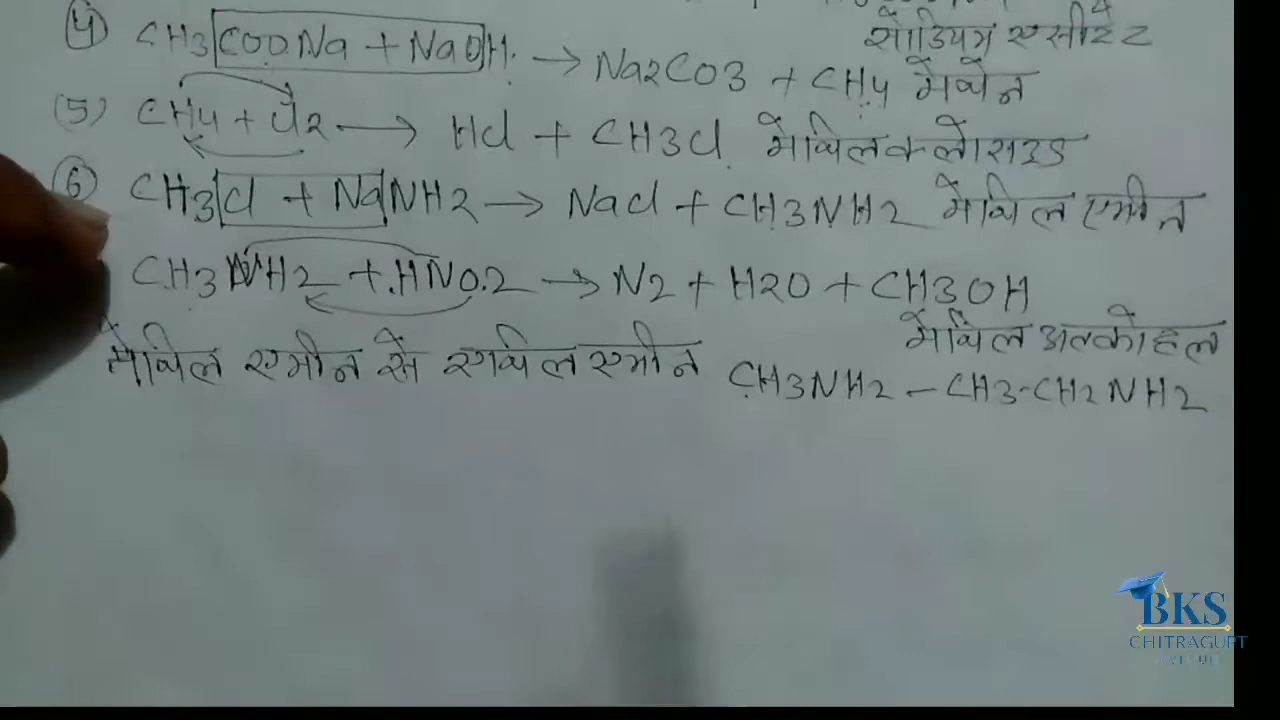 (4) CH3COONa + NaOH → Na2CO3 + CH4 मेथेन
सोडियम एसीटेट
(5) CH4 + Cl2 → HCl + CH3Cl मेथिलक्लोराइड
(6) CH3Cl + NaNH2 → NaCl + CH3NH2 मेथिल एमीन
CH3NH2 + HNO2 → N2 + H2O + CH3OH
मेथिल अल्कोहल
मेथिल एमीन से एथिल एमीन CH3NH2 – CH3-CH2NH2
BKS
CHITRAGUPT